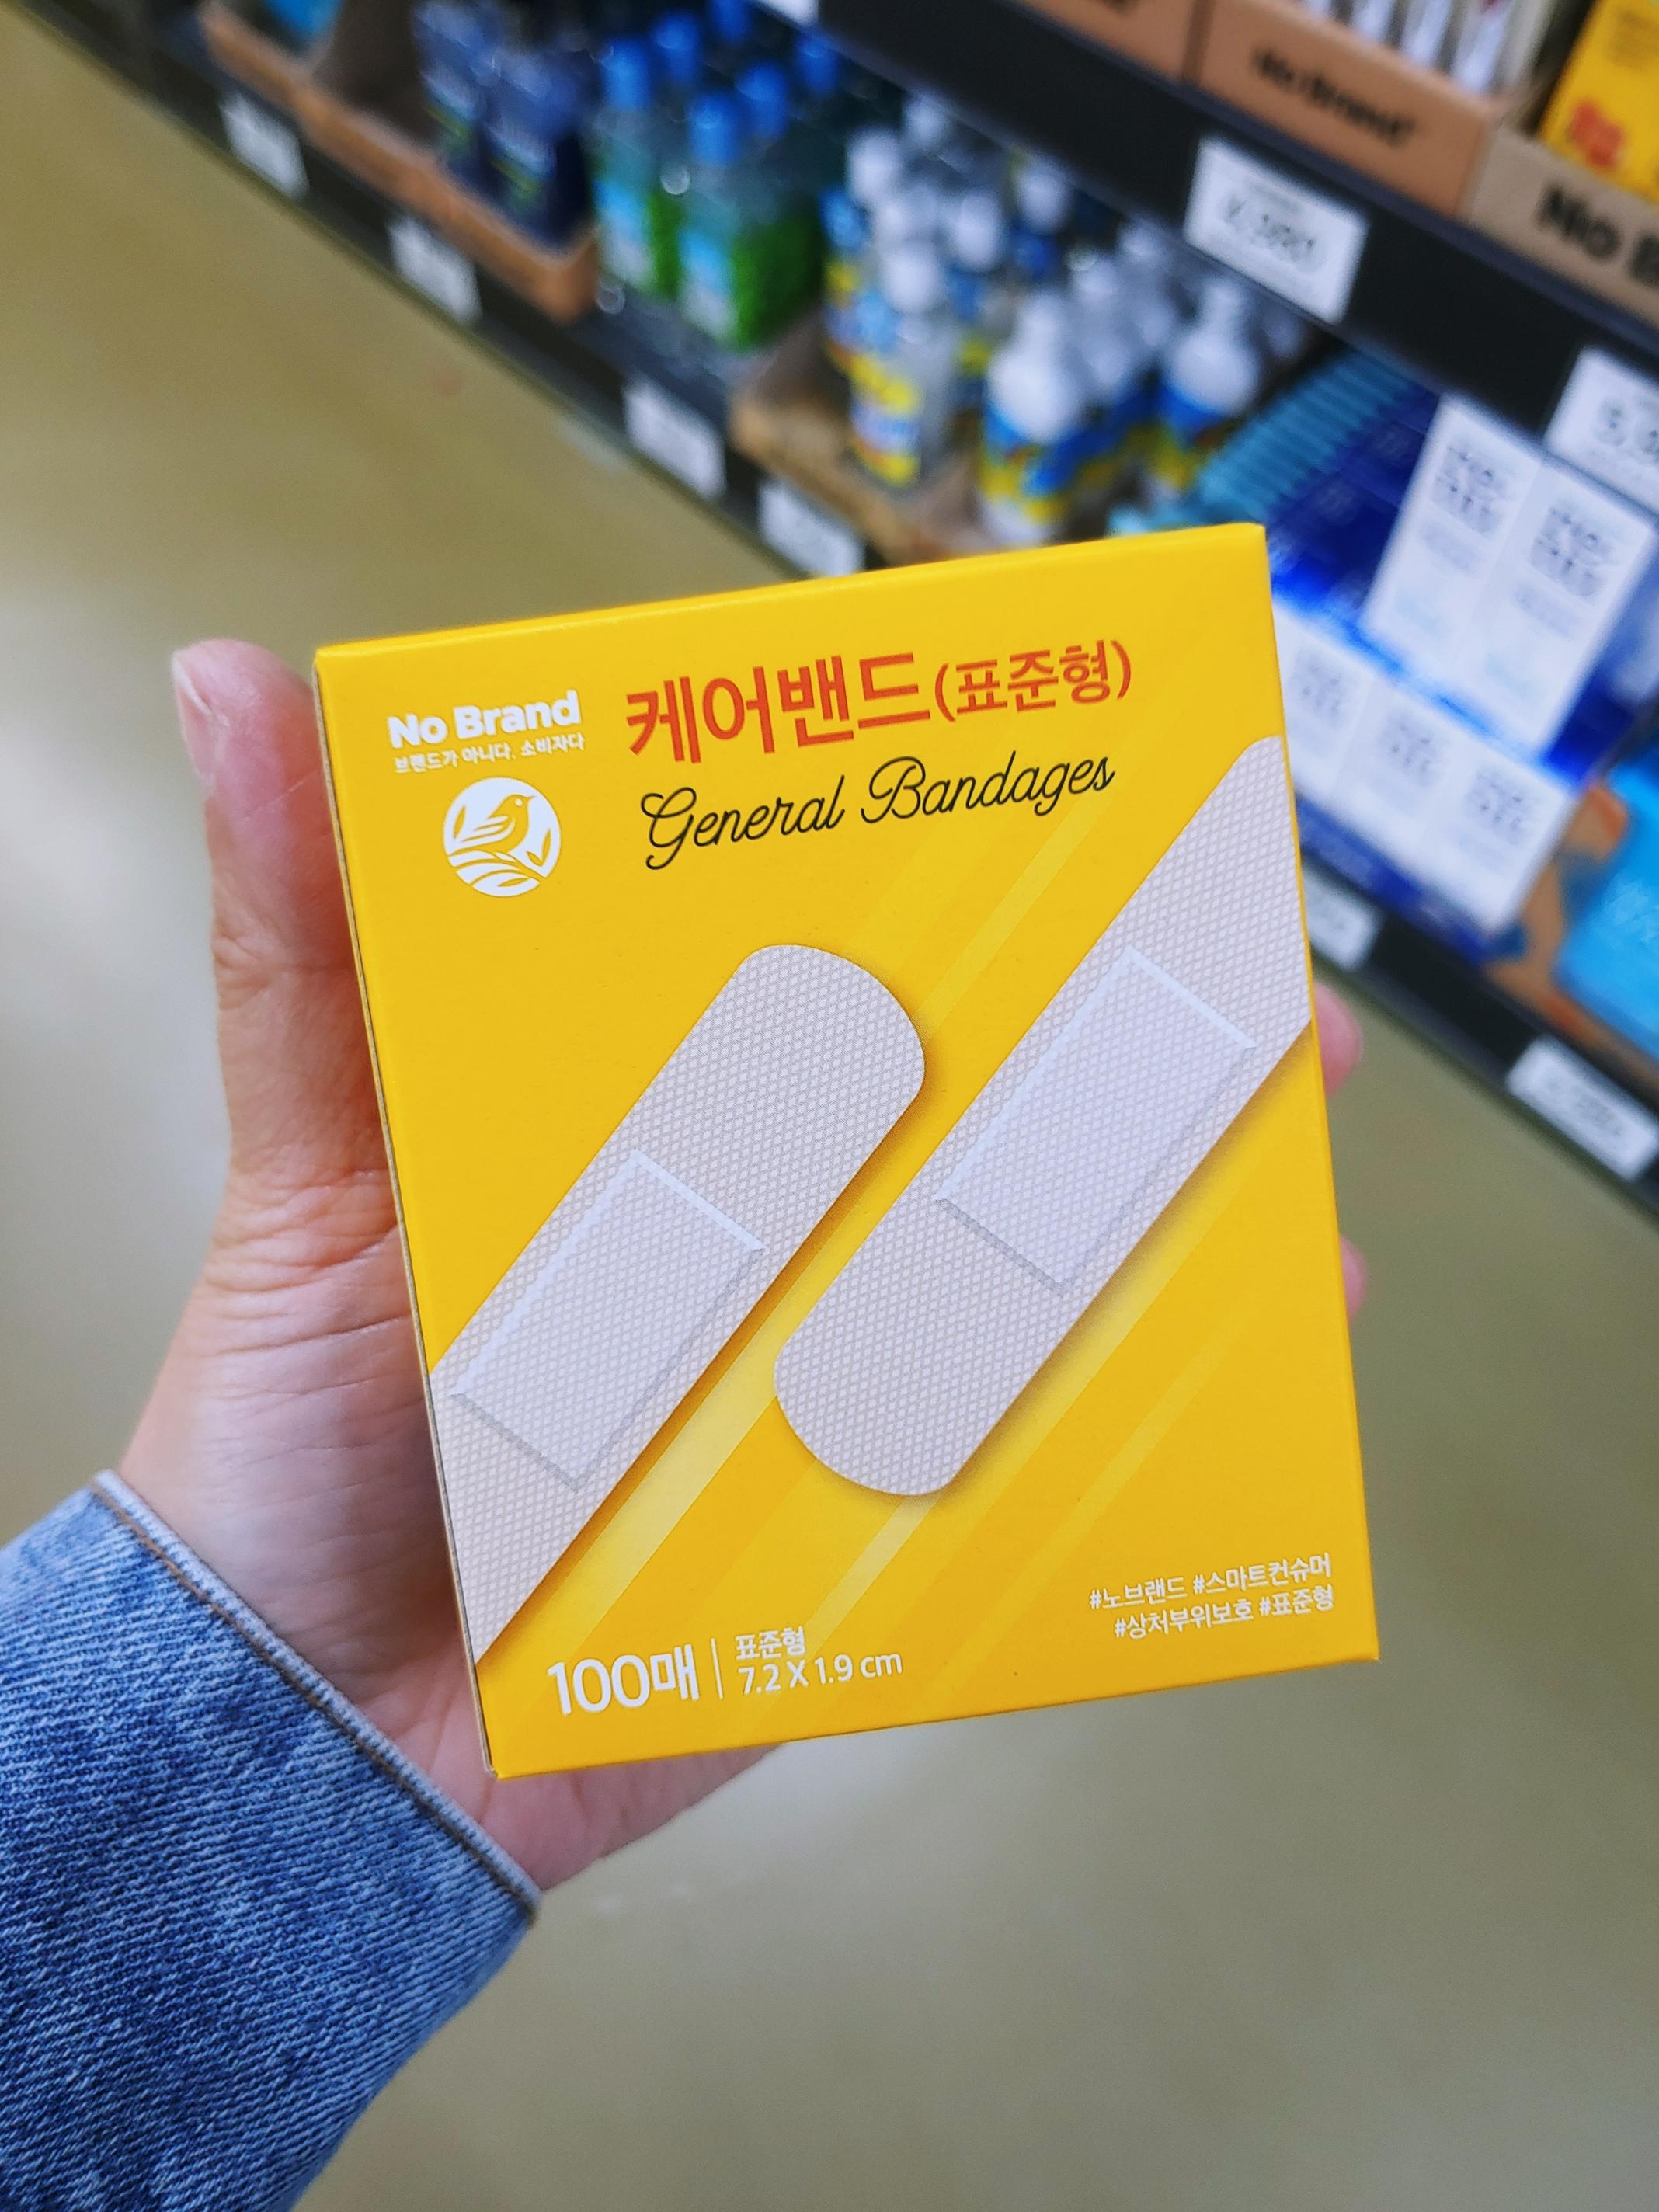 No Brand
No B
No Brand
브랜드가 아니다. 소비자다
케어밴드(표준형)
General Bandages
#노브랜드 #스마트컨슈머
#상처부위보호 #표준형
100매
표준형
7.2 X 1.9 cm